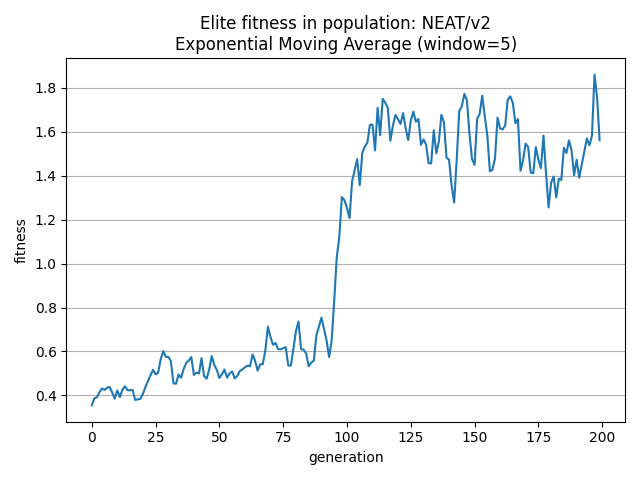 Elite fitness in population: NEAT/v2
Exponential Moving Average (window=5)
1.8
1.6
1.4
1.2
1.0
0.8
0.6
0.4
fitness
0 25 50 75 100 125 150 175 200
generation